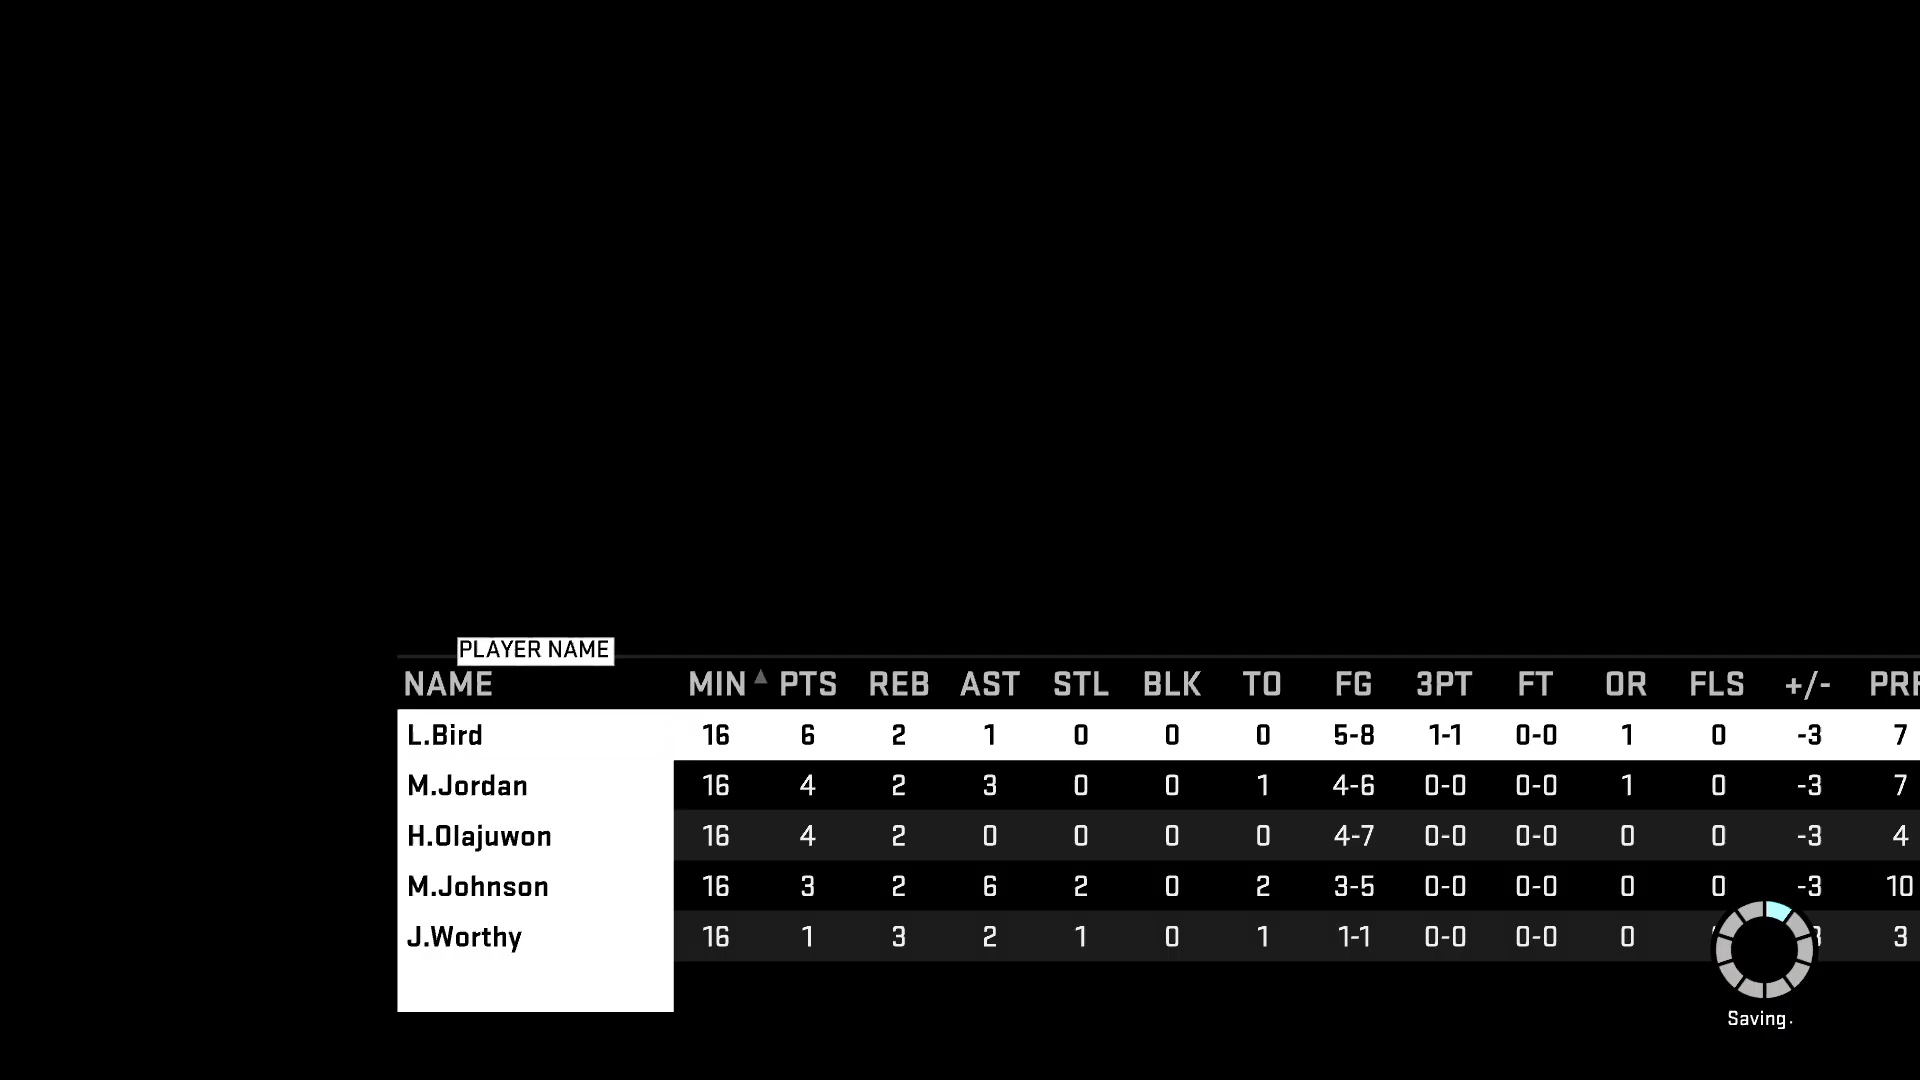 PLAYER NAME
NAME MIN ▲ PTS REB AST STL BLK TO FG 3PT FT OR FLS +/-
L.Bird 16 6 2 1 0 0 0 5-8 1-1 0-0 1 0 -3 7
M.Jordan 16 4 2 3 0 0 1 4-6 0-0 0-0 1 0 -3 7
H.Olajuwon 16 4 2 0 0 0 0 4-7 0-0 0-0 0 0 -3 4
M.Johnson 16 3 2 6 2 0 2 3-5 0-0 0-0 0 0 -3 10
J.Worthy 16 1 3 2 1 0 1 1-1 0-0 0-0 0 3
Saving.